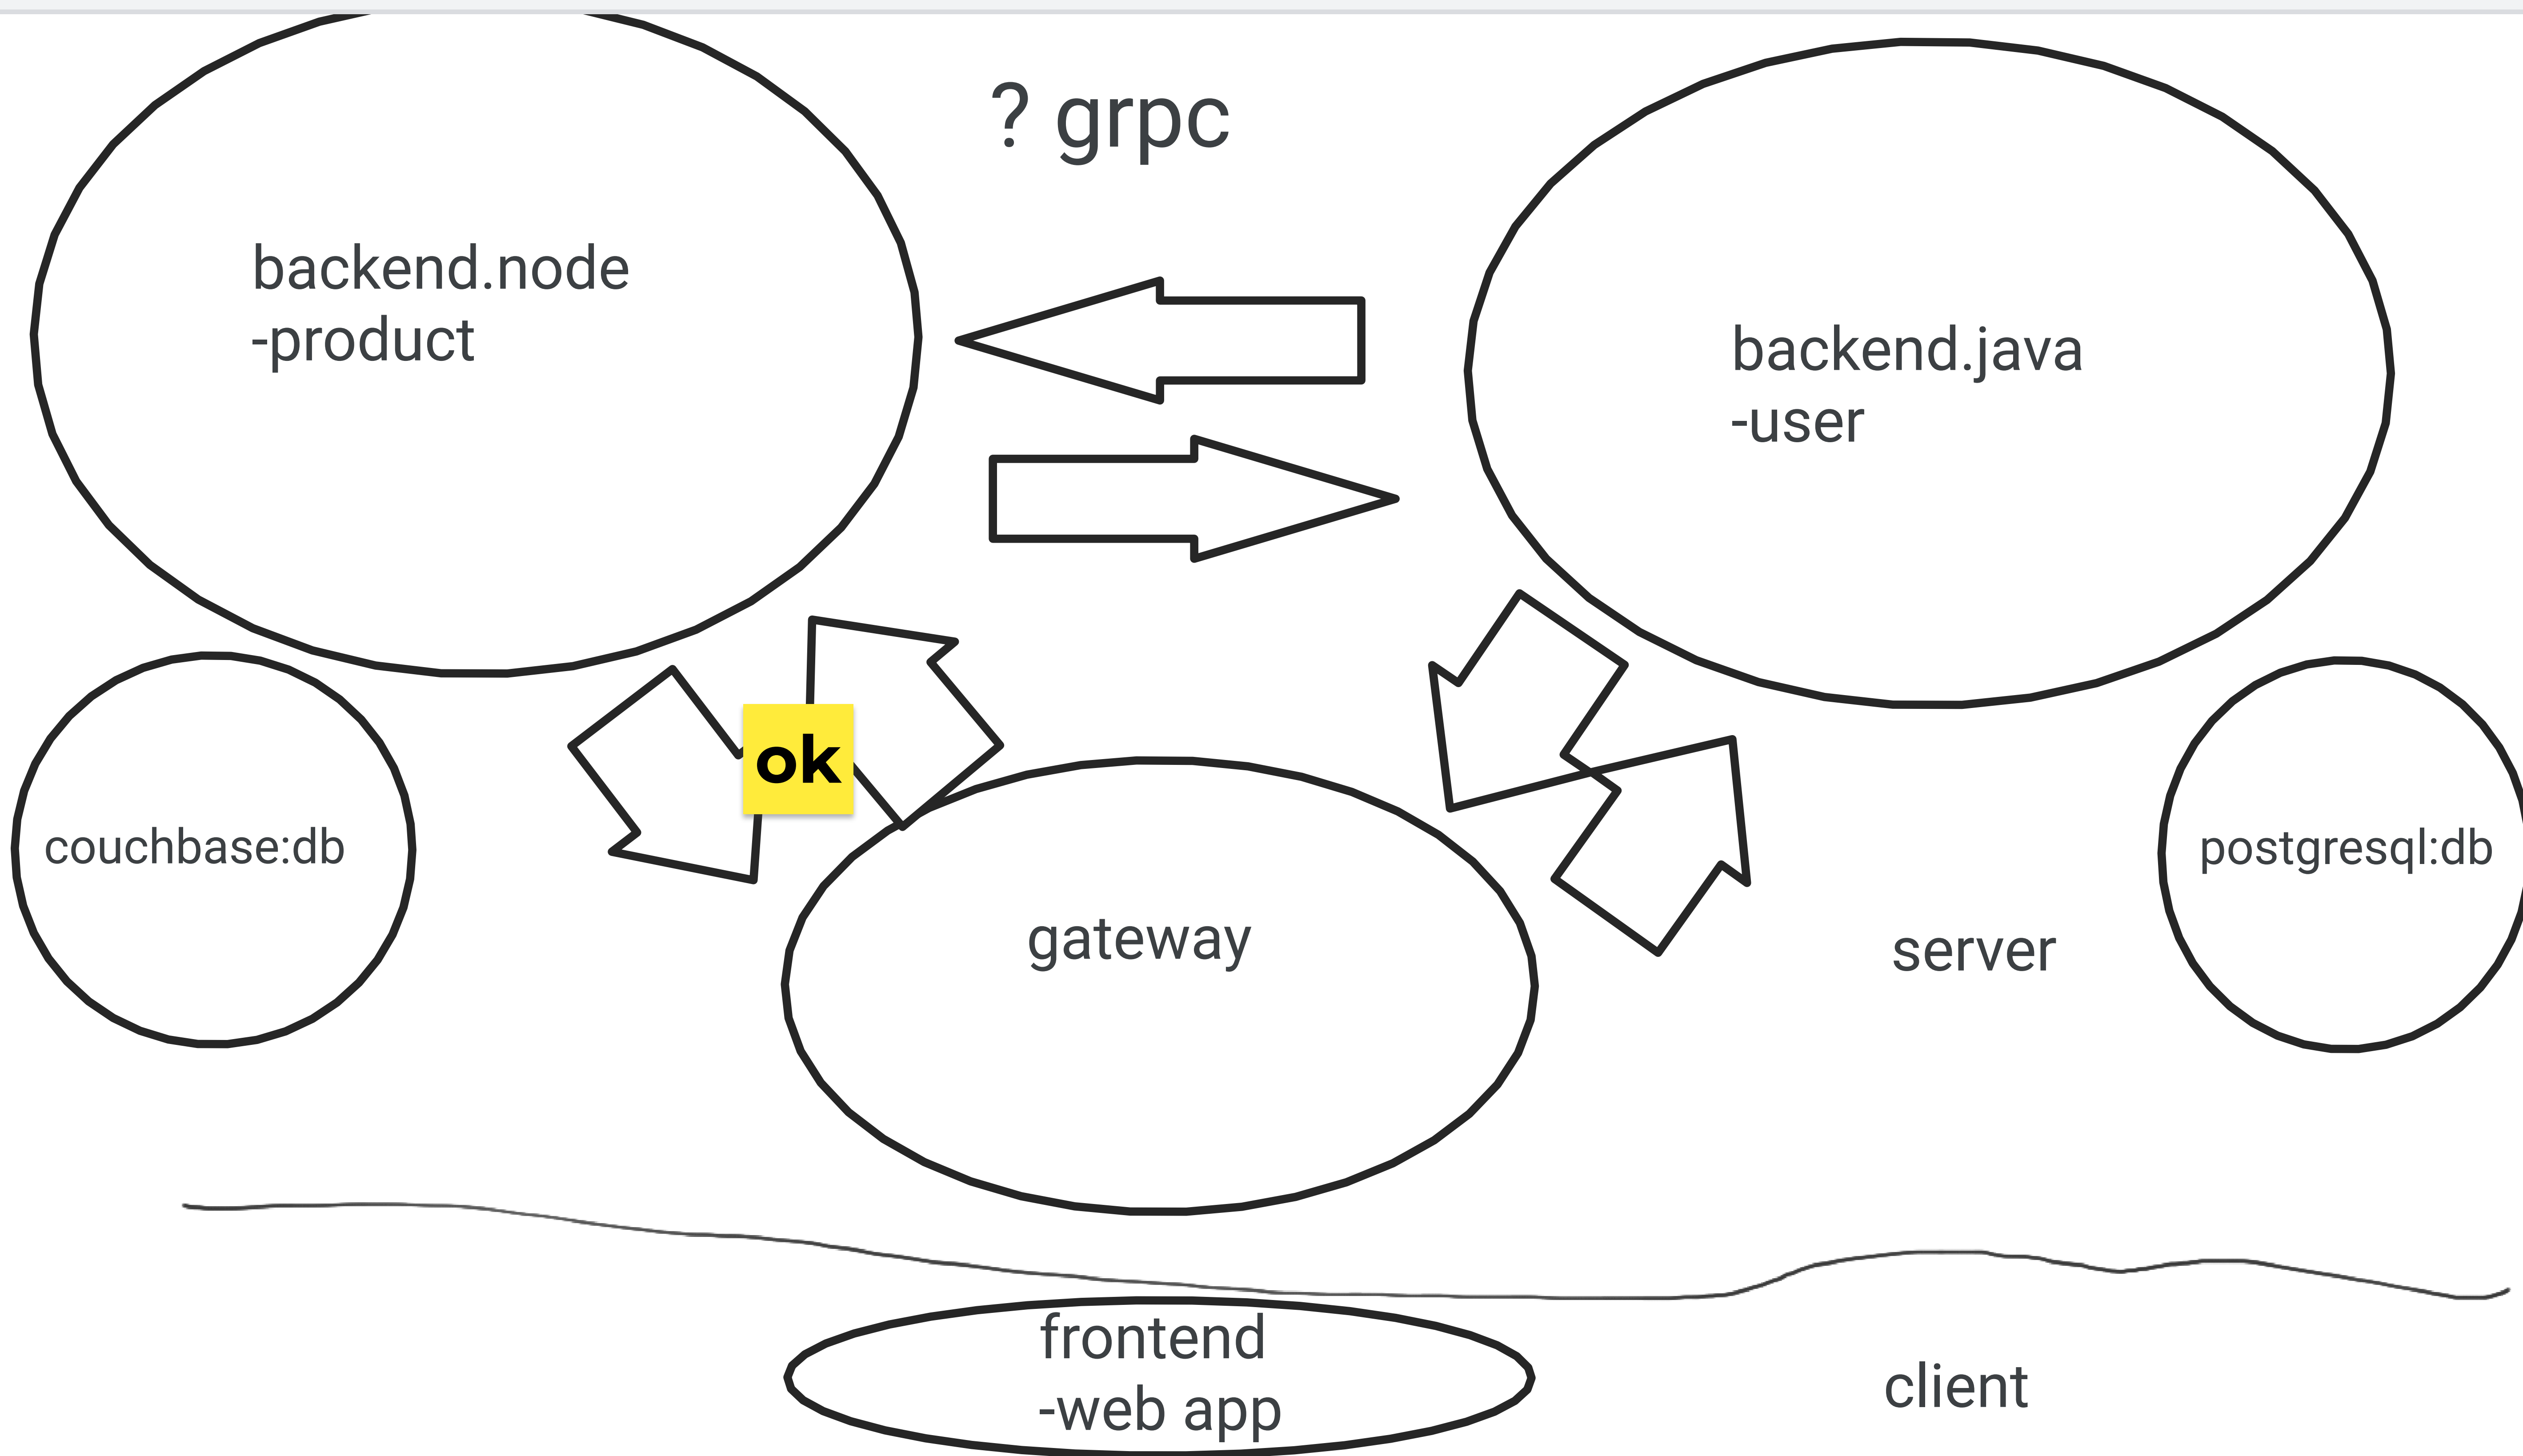 ? grpc
backend.node
-product
backend.java
-user
ok
couchbase:db
postgresql:db
gateway
server
frontend
-web app
client